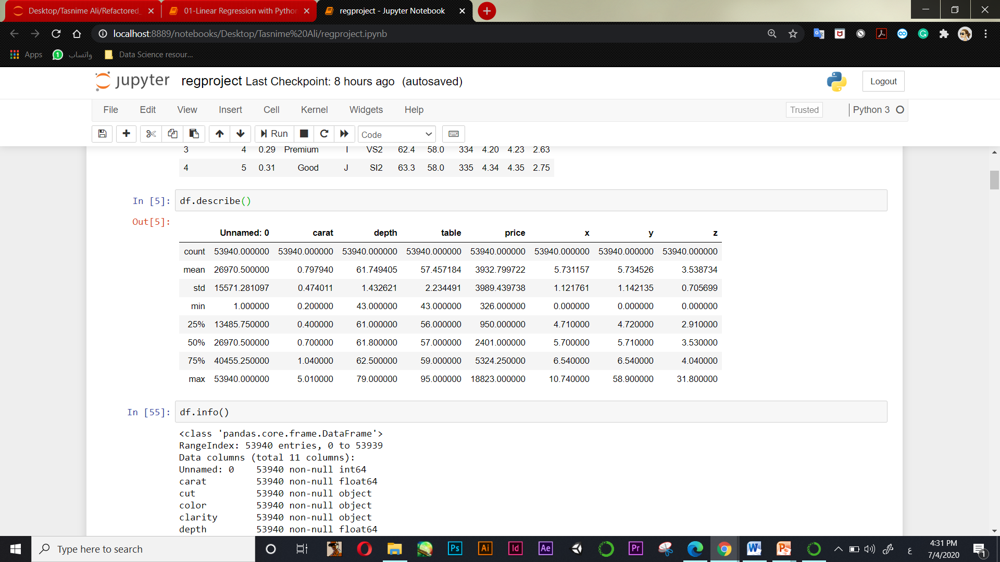 Desktop/Tasnime Ali/Refactored_
01-Linear Regression with Python
regproject - Jupyter Notebook
localhost:8889/notebooks/Desktop/Tasnime%20Ali/regproject.ipynb
Apps
1
واتساب
Data Science resour...
jupyter
regproject Last Checkpoint: 8 hours ago (autosaved)
Logout
File Edit View Insert Cell Kernel Widgets Help
Trusted
Python 3
Run
Code
3 4 0.29 Premium I VS2 62.4 58.0 334 4.20 4.23 2.63
4 5 0.31 Good J SI2 63.3 58.0 335 4.34 4.35 2.75
In [5]: df.describe()
Out[5]:
Unnamed: 0 carat depth table price x y z
count 53940.000000 53940.000000 53940.000000 53940.000000 53940.000000 53940.000000 53940.000000 53940.000000
mean 26970.500000 0.797940 61.749405 57.457184 3932.799722 5.731157 5.734526 3.538734
std 15571.281097 0.474011 1.432621 2.234491 3989.439738 1.121761 1.142135 0.705699
min 1.000000 0.200000 43.000000 43.000000 326.000000 0.000000 0.000000 0.000000
25% 13485.750000 0.400000 61.000000 56.000000 950.000000 4.710000 4.720000 2.910000
50% 26970.500000 0.700000 61.800000 57.000000 2401.000000 5.700000 5.710000 3.530000
75% 40455.250000 1.040000 62.500000 59.000000 5324.250000 6.540000 6.540000 4.040000
max 53940.000000 5.010000 79.000000 95.000000 18823.000000 10.740000 58.900000 31.800000
In [55]: df.info()
<class 'pandas.core.frame.DataFrame'>
RangeIndex: 53940 entries, 0 to 53939
Data columns (total 11 columns):
Unnamed: 0 53940 non-null int64
carat 53940 non-null float64
cut 53940 non-null object
color 53940 non-null object
clarity 53940 non-null object
depth 53940 non-null float64
Type here to search
Ps
Ai
Id
Ae
Pr
W
P
ع
4:31 PM
7/4/2020
1